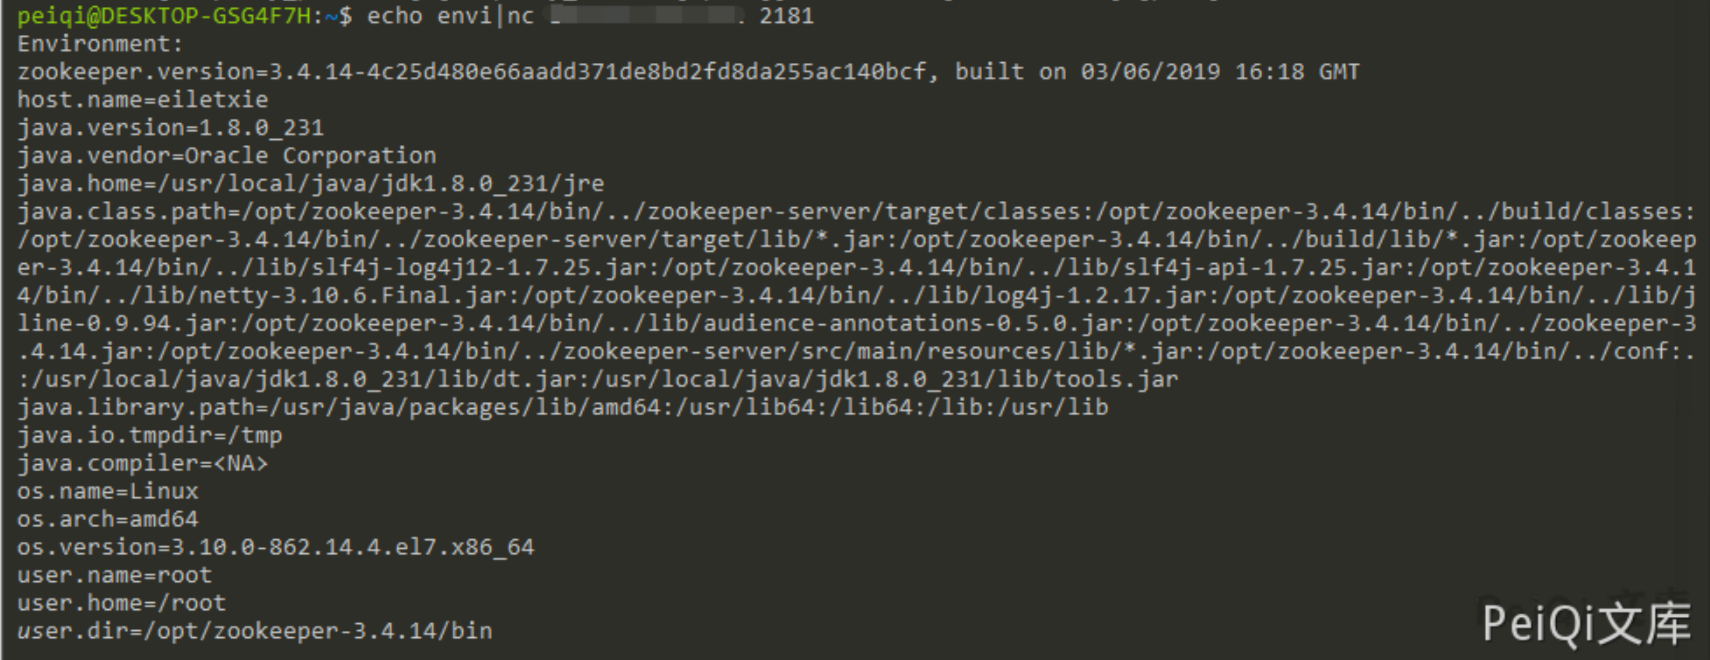 peiqi@DESKTOP-GSG4F7H:~$ echo envi|nc 2181
Environment:
zookeeper.version=3.4.14-4c25d480e66aadd371de8bd2fd8da255ac140bcf, built on 03/06/2019 16:18 GMT
host.name=eiletxie
java.version=1.8.0_231
java.vendor=Oracle Corporation
java.home=/usr/local/java/jdk1.8.0_231/jre
java.class.path=/opt/zookeeper-3.4.14/bin/../zookeeper-server/target/classes:/opt/zookeeper-3.4.14/bin/../build/classes:
/opt/zookeeper-3.4.14/bin/../zookeeper-server/target/lib/*.jar:/opt/zookeeper-3.4.14/bin/../build/lib/*.jar:/opt/zookeep
er-3.4.14/bin/../lib/slf4j-log4j12-1.7.25.jar:/opt/zookeeper-3.4.14/bin/../lib/slf4j-api-1.7.25.jar:/opt/zookeeper-3.4.1
4/bin/../lib/netty-3.10.6.Final.jar:/opt/zookeeper-3.4.14/bin/../lib/log4j-1.2.17.jar:/opt/zookeeper-3.4.14/bin/../lib/j
line-0.9.94.jar:/opt/zookeeper-3.4.14/bin/../lib/audience-annotations-0.5.0.jar:/opt/zookeeper-3.4.14/bin/../zookeeper-3
.4.14.jar:/opt/zookeeper-3.4.14/bin/../zookeeper-server/src/main/resources/lib/*.jar:/opt/zookeeper-3.4.14/bin/../conf:.
:/usr/local/java/jdk1.8.0_231/lib/dt.jar:/usr/local/java/jdk1.8.0_231/lib/tools.jar
java.library.path=/usr/java/packages/lib/amd64:/usr/lib64:/lib64:/lib:/usr/lib
java.io.tmpdir=/tmp
java.compiler=<NA>
os.name=Linux
os.arch=amd64
os.version=3.10.0-862.14.4.el7.x86_64
user.name=root
user.home=/root
user.dir=/opt/zookeeper-3.4.14/bin
PeiQi文库